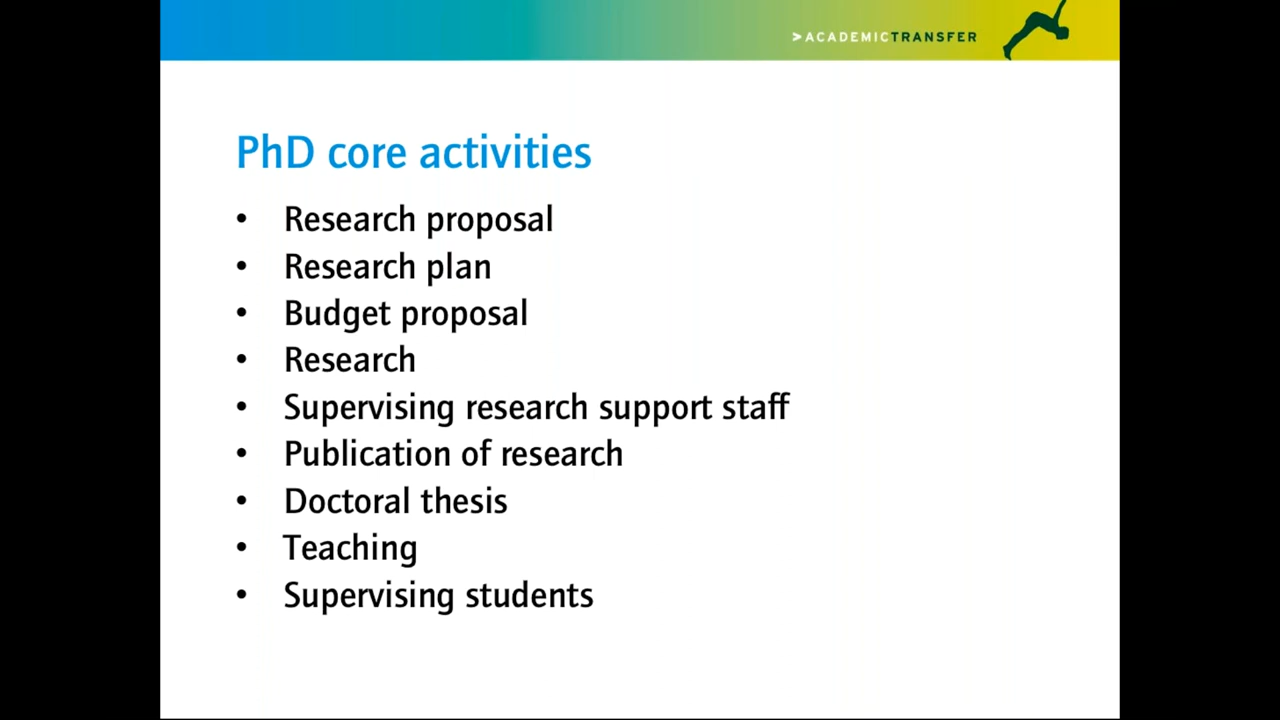 >ACADEMICTRANSFER
PhD core activities
• Research proposal
• Research plan
• Budget proposal
• Research
• Supervising research support staff
• Publication of research
• Doctoral thesis
• Teaching
• Supervising students